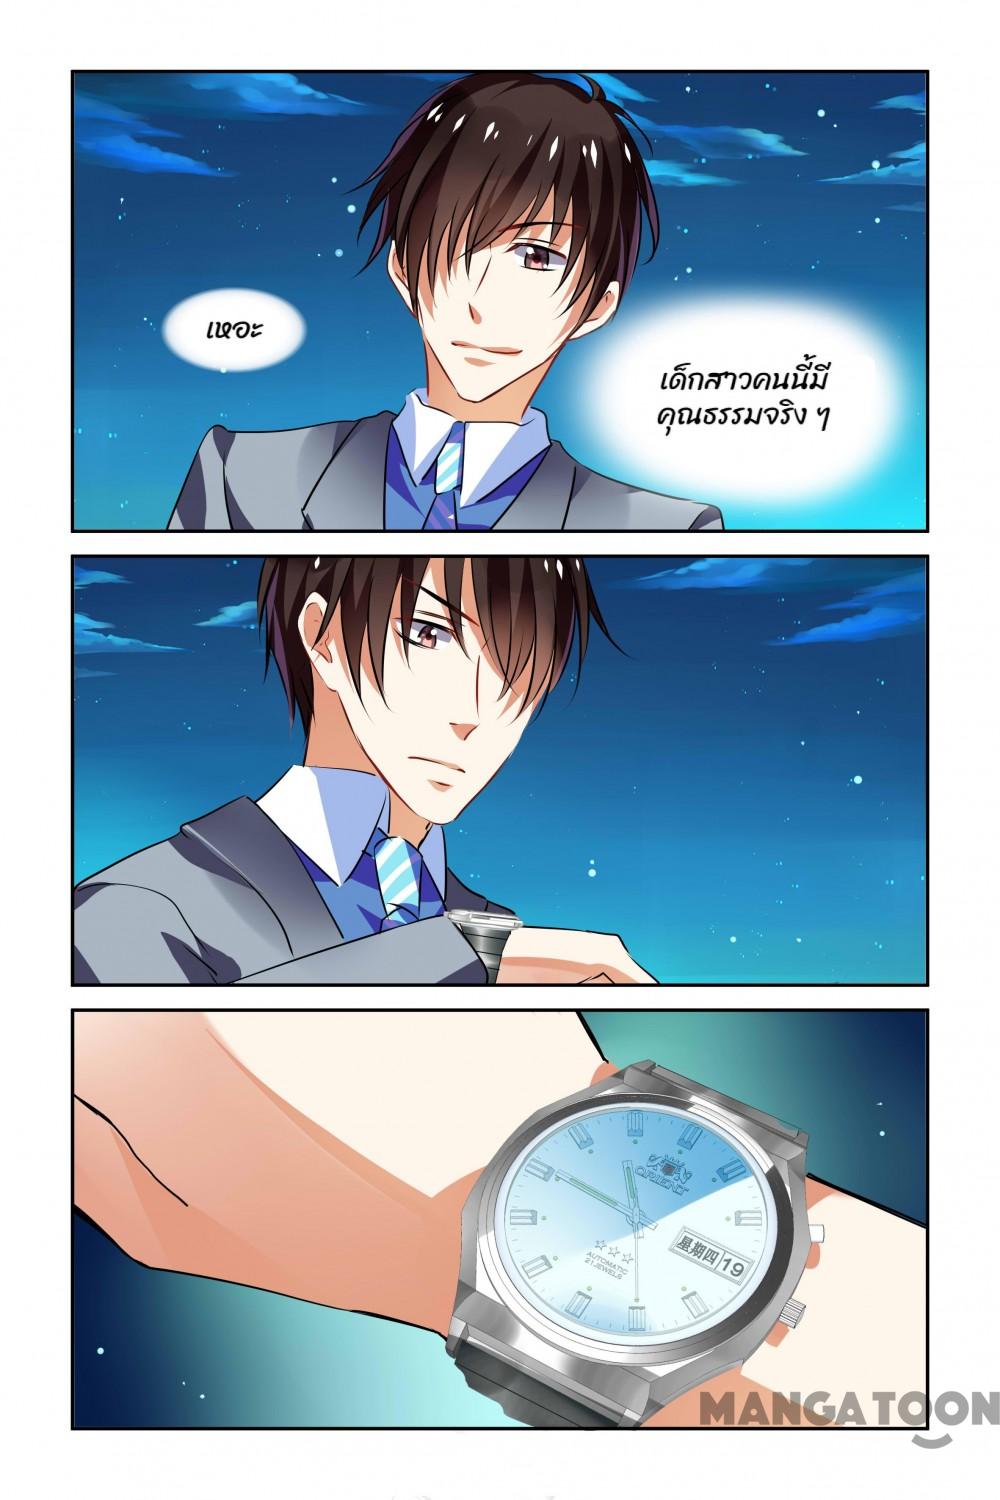 เหอะ
เด็กสาวคนนี้มี
คุณธรรมจริง ๆ
ORIENT
AUTOMATIC
21 JEWELS
星期四 19
MANGATOON